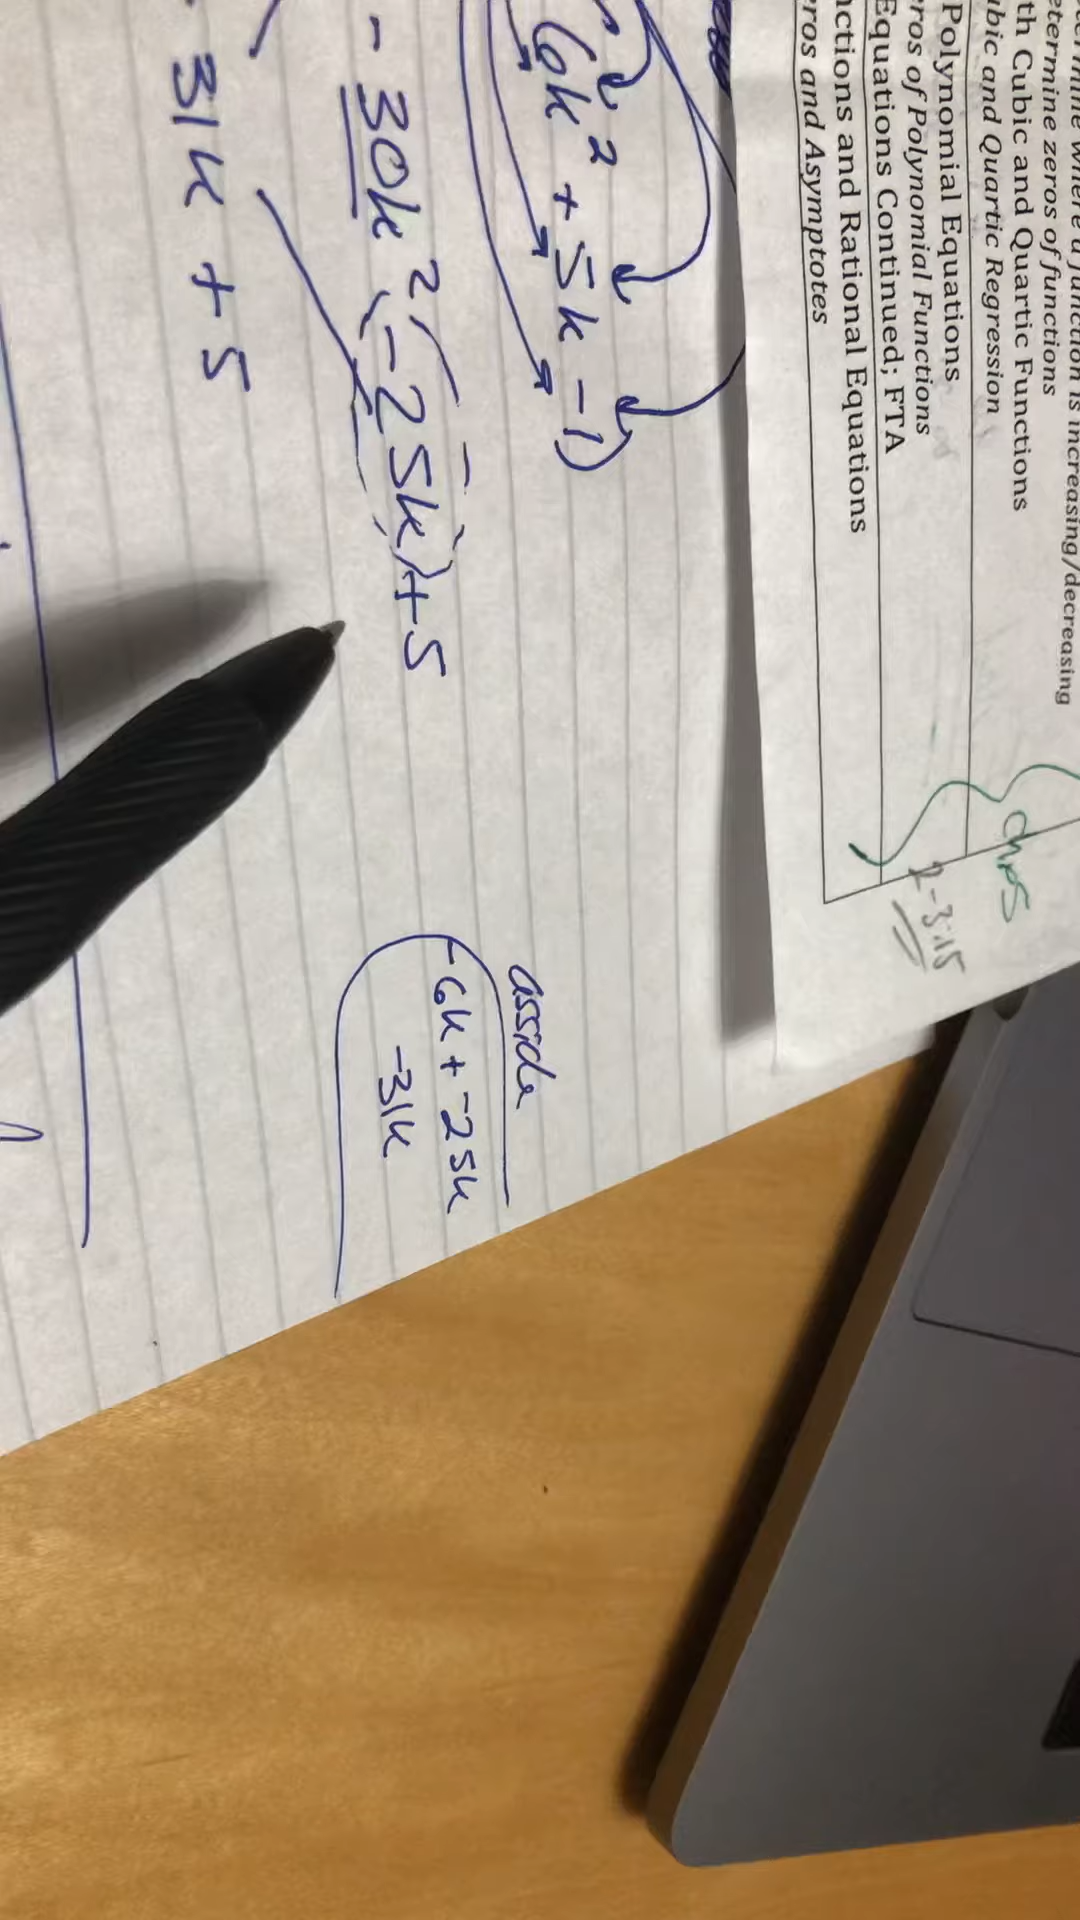 determine zeros of functions
th Cubic and Quartic Functions
ubic and Quartic Regression
Polynomial Equations
eros of Polynomial Functions
Equations Continued; FTA
nctions and Rational Equations
eros and Asymptotes
chps
2-3:15
6k² + 5k - 1)
- 30k² (- 25k) + 5
31k + 5
asside
-6k + -25k
-31k